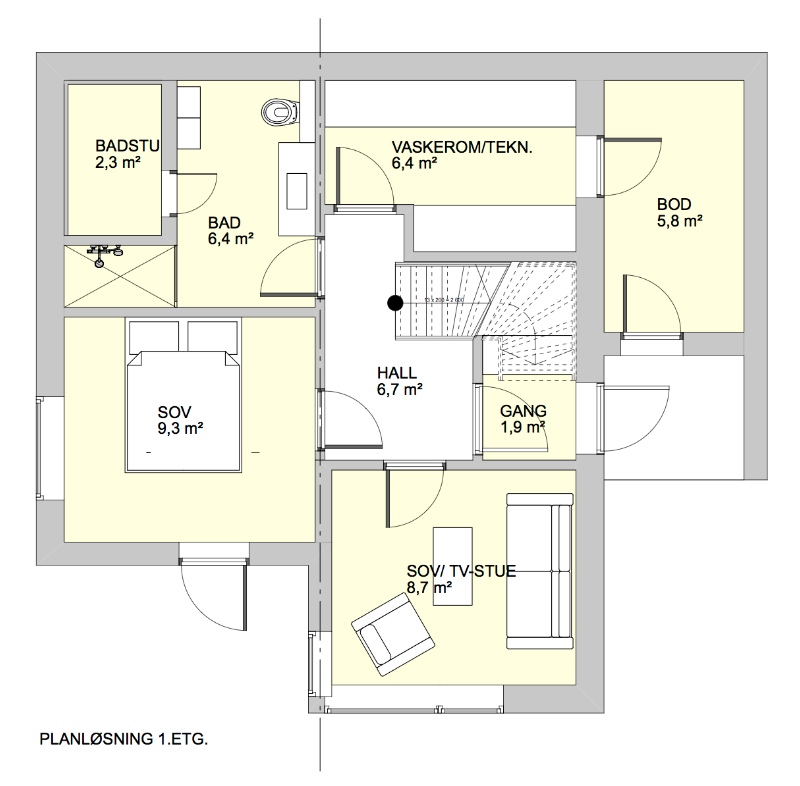 BADSTU
2,3 m²
VASKEROM/TEKN.
6,4 m²
BOD
5,8 m²
BAD
6,4 m²
HALL
6,7 m²
SOV
9,3 m²
GANG
1,9 m²
SOV/ TV-STUE
8,7 m²
PLANLØSNING 1.ETG.